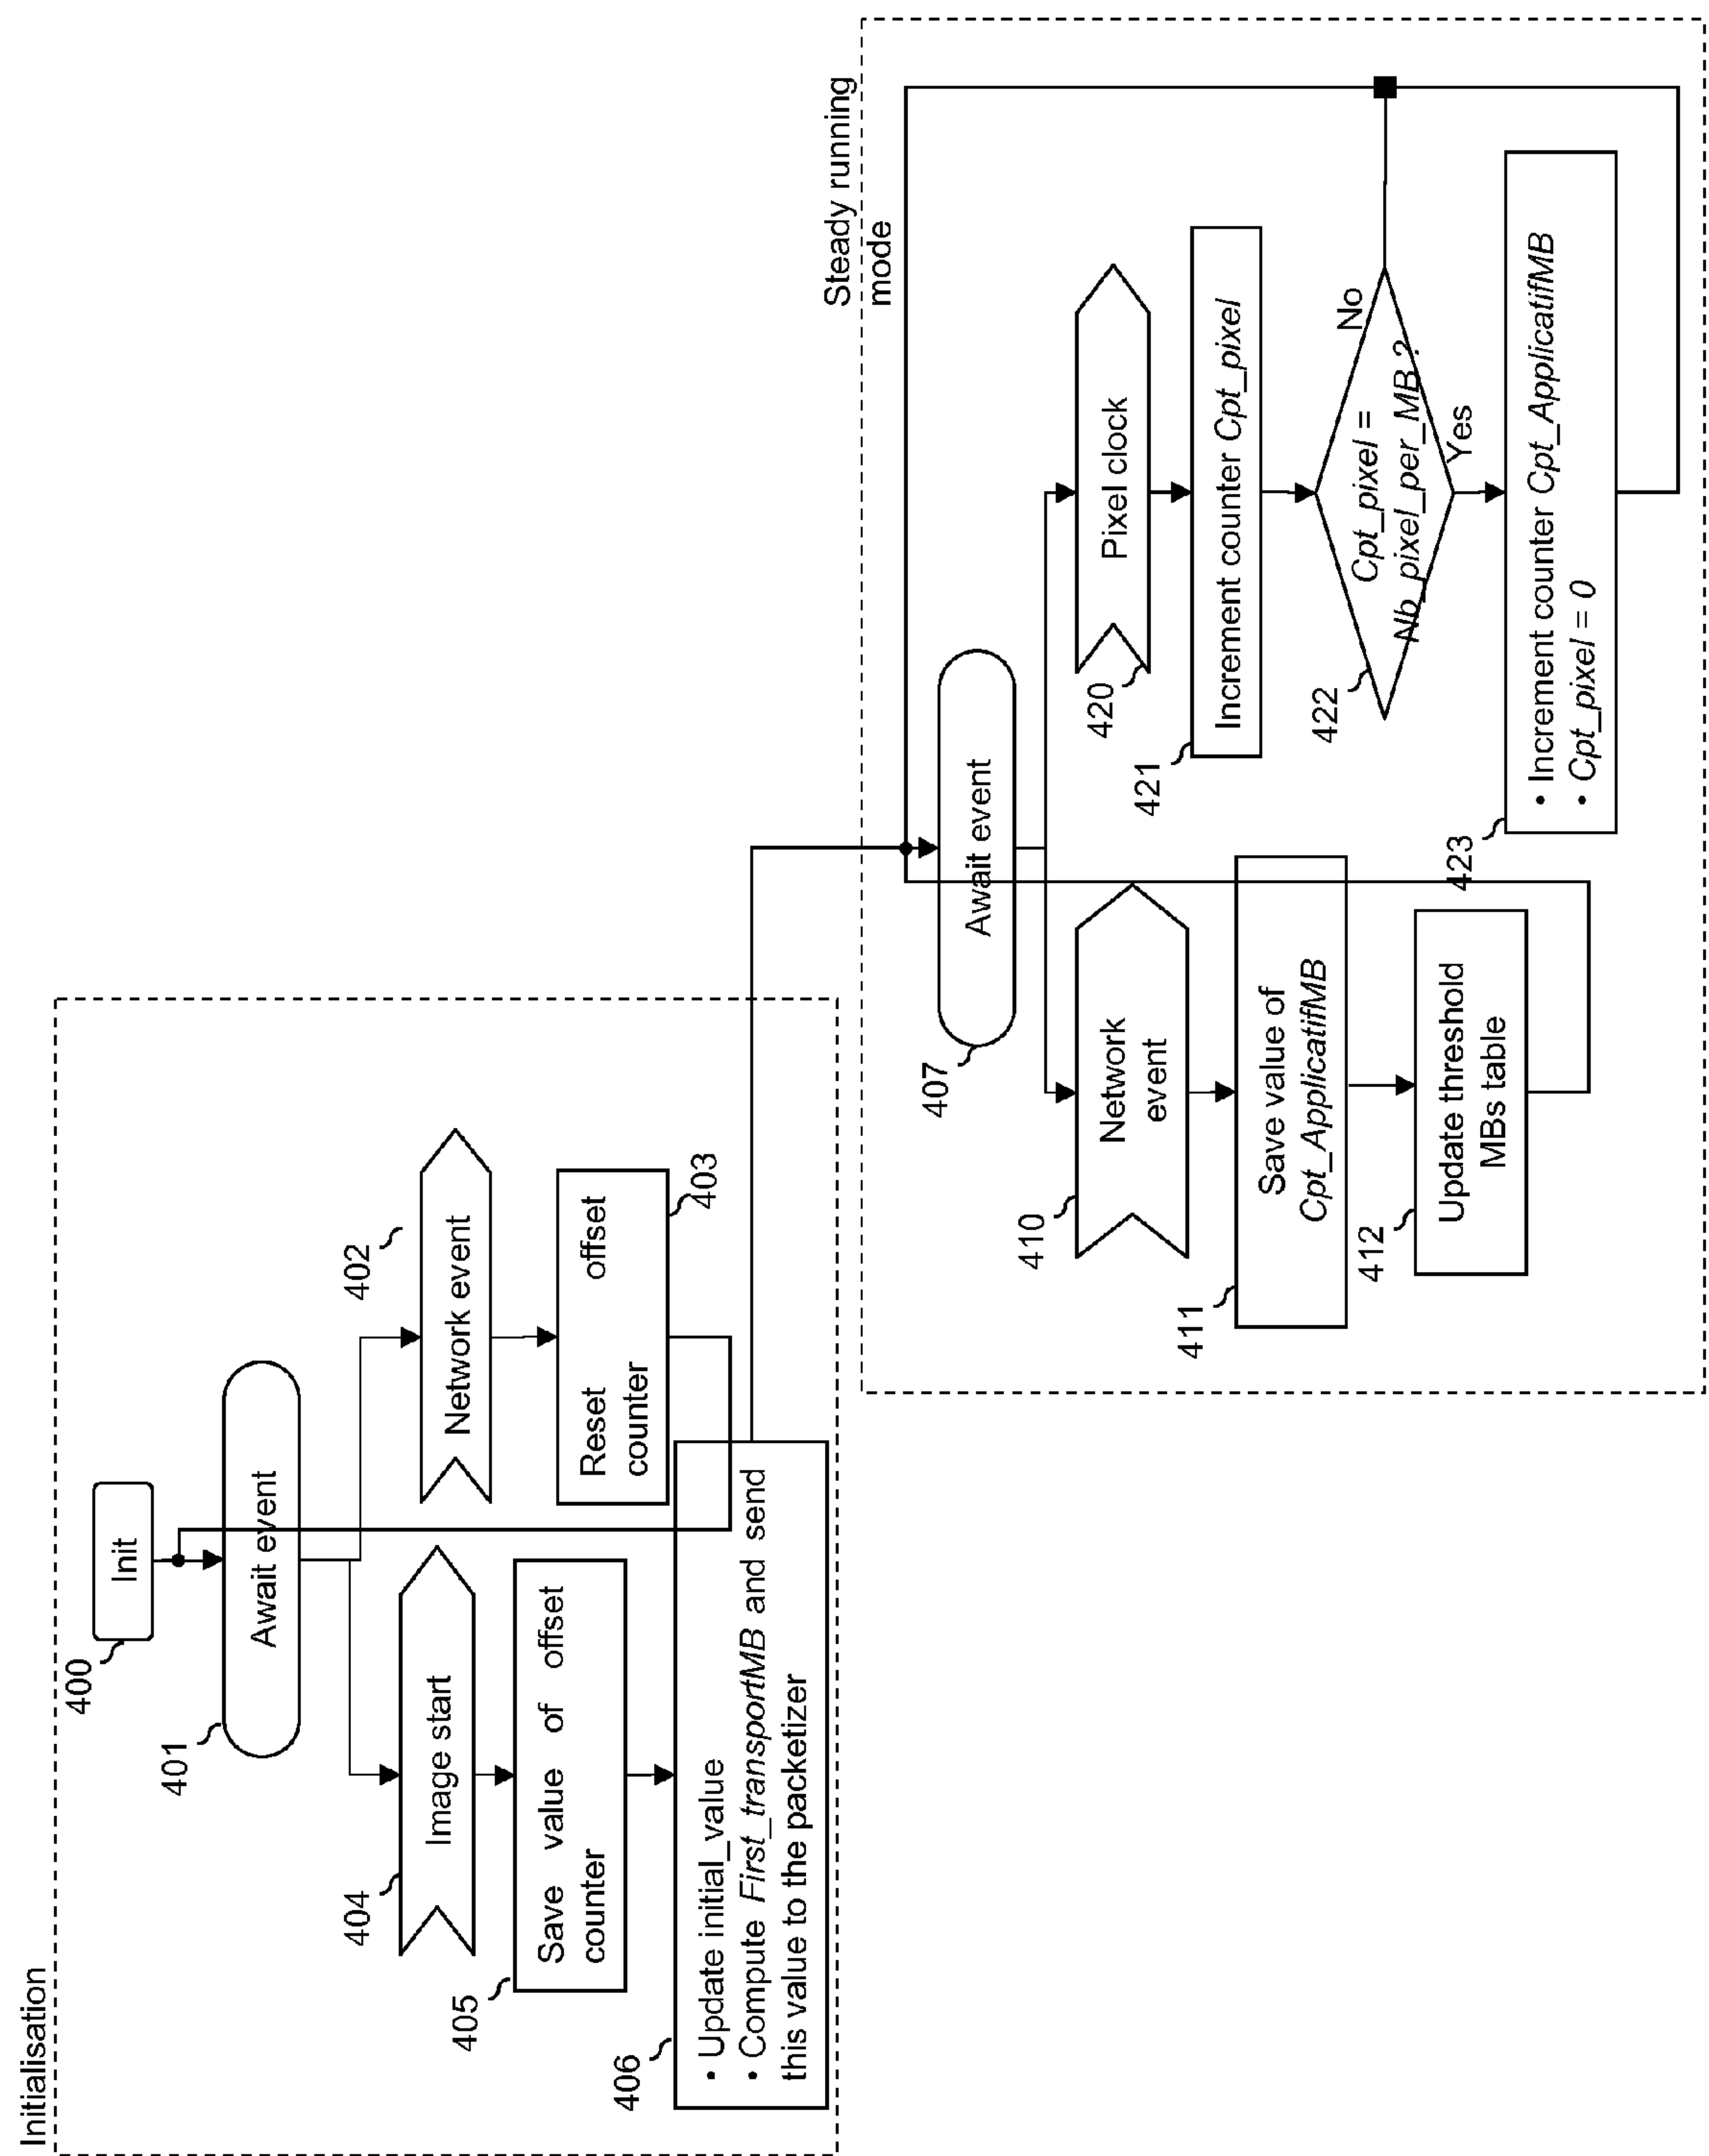 Initialisation
400
Init
401
Await event
402
Network event
404
Image start
403
Reset offset
counter
405
Save value of offset
counter
406
• Update initial_value
• Compute First_transportMB and send
this value to the packetizer
Steady running
mode
407
Await event
410
Network
event
420
Pixel clock
411
Save value of
Cpt_ApplicatifMB
421
Increment counter Cpt_pixel
412
Update threshold
MBs table
422
Cpt_pixel =
Nb_pixel_per_MB ?
No
Yes
423
• Increment counter Cpt_ApplicatifMB
• Cpt_pixel = 0